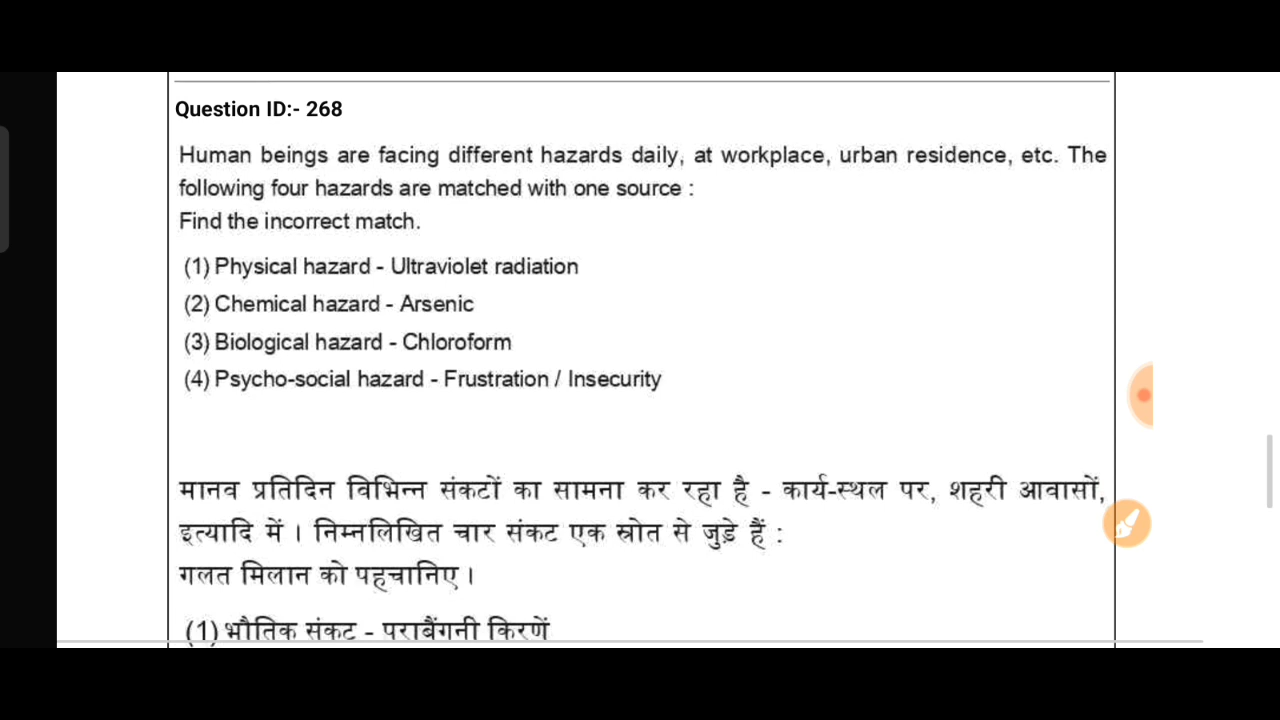 Question ID:- 268
Human beings are facing different hazards daily, at workplace, urban residence, etc. The
following four hazards are matched with one source :
Find the incorrect match.
(1) Physical hazard - Ultraviolet radiation
(2) Chemical hazard - Arsenic
(3) Biological hazard - Chloroform
(4) Psycho-social hazard - Frustration / Insecurity
मानव प्रतिदिन विभिन्न संकटों का सामना कर रहा है - कार्य-स्थल पर, शहरी आवासों,
इत्यादि में । निम्नलिखित चार संकट एक स्रोत से जुड़े हैं :
गलत मिलान को पहचानिए ।
(1) भौतिक संकट - पराबैंगनी किरणें